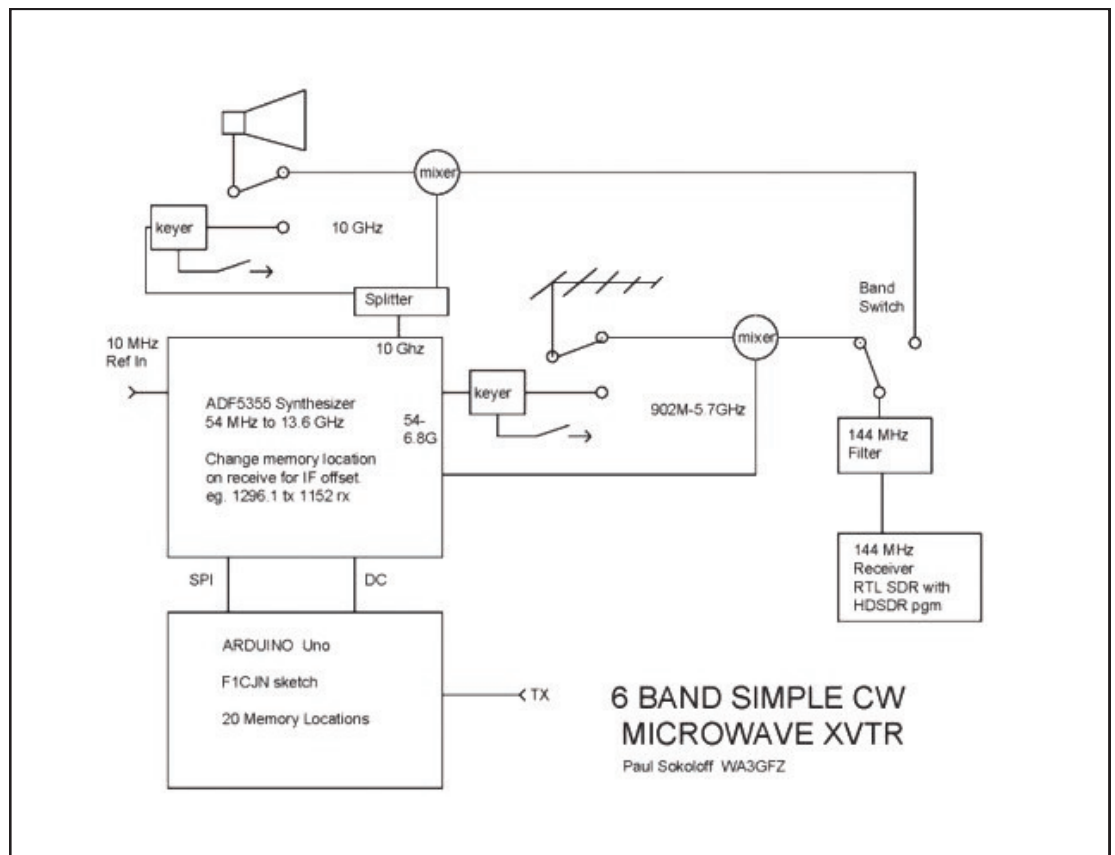 mixer
keyer
10 GHz
Splitter
10 MHz
Ref In
10 Ghz
ADF5355 Synthesizer
54 MHz to 13.6 GHz
Change memory location
on receive for IF offset
eg. 1296.1 tx 1152 rx
54-
6.8G
keyer
mixer
902M-5.7GHz
Band
Switch
144 MHz
Filter
144 MHz
Receiver
RTL SDR with
HDSDR pgm
SPI
DC
ARDUINO Uno
F1CJN sketch
20 Memory Locations
TX
6 BAND SIMPLE CW
MICROWAVE XVTR
Paul Sokoloff WA3GFZ